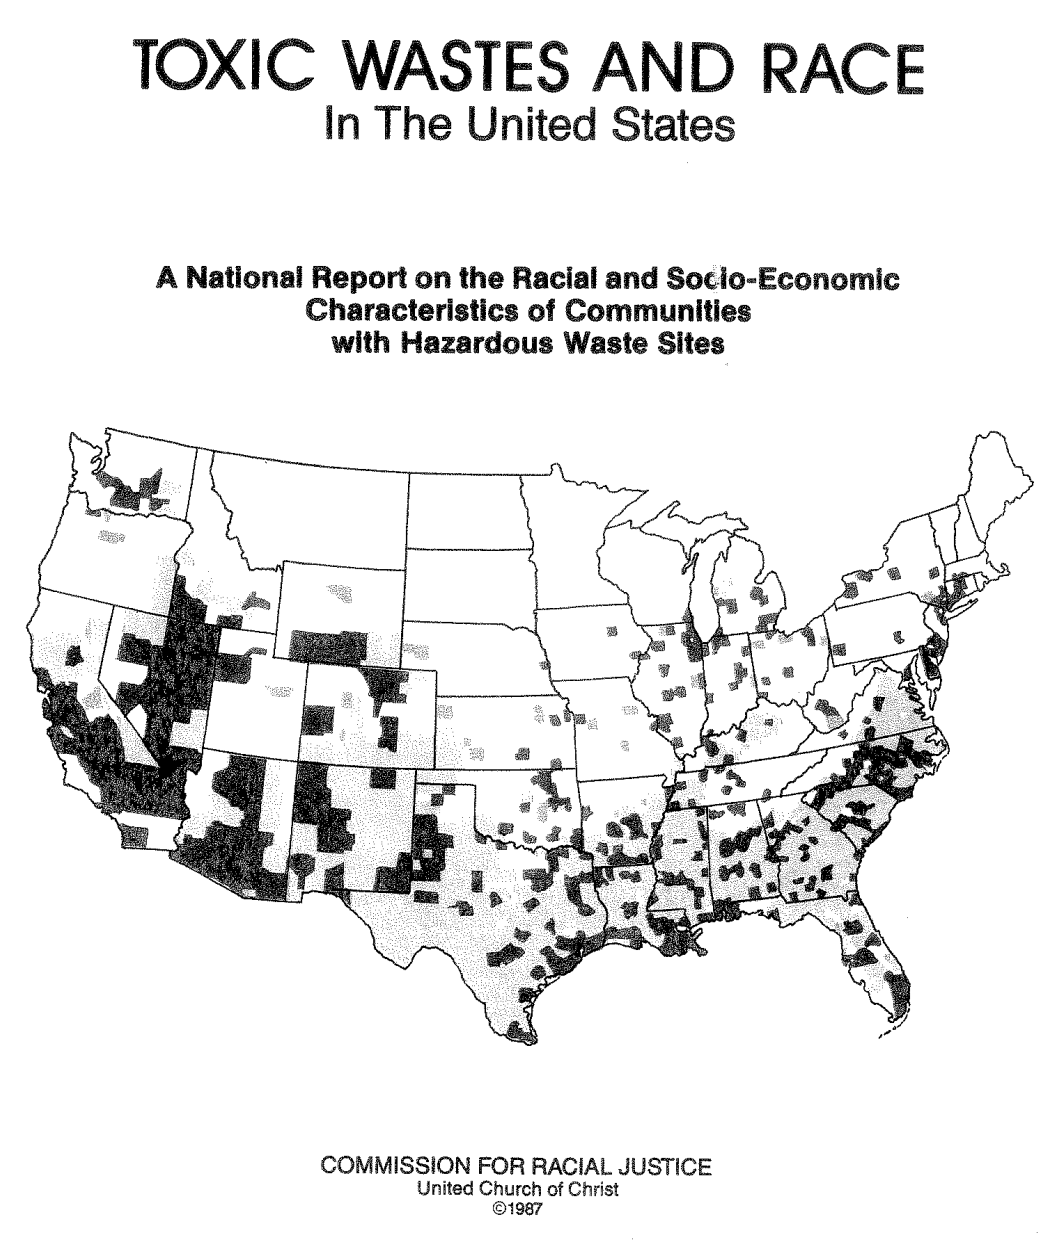 TOXIC WASTES AND RACE
In The United States
A National Report on the Racial and Socio-Economic
Characteristics of Communities
with Hazardous Waste Sites
COMMISSION FOR RACIAL JUSTICE
United Church of Christ
©1987